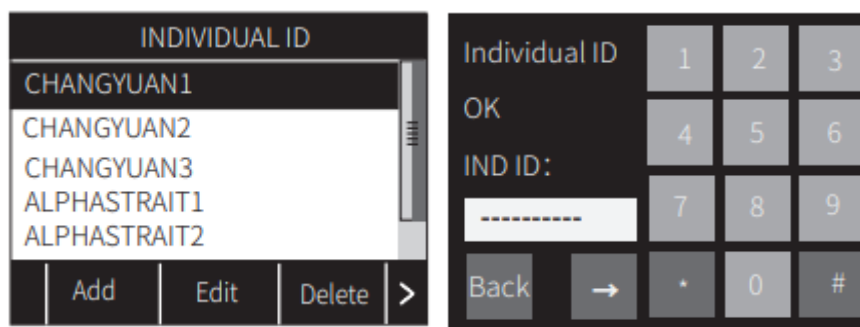 INDIVIDUAL ID
CHANGYUAN1
CHANGYUAN2
CHANGYUAN3
ALPHASTRAIT1
ALPHASTRAIT2
Add Edit Delete >
Individual ID
OK
IND ID:
----------
Back →
1 2 3
4 5 6
7 8 9
* 0 #